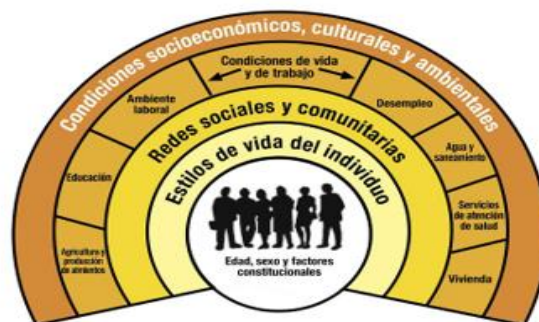 Condiciones socioeconómicos, culturales y ambientales
Condiciones de vida
y de trabajo
Ambiente
laboral
Desempleo
Educación
Agua y
saneamiento
Agricultura y
producción
de alimentos
Servicios
de atención
de salud
Vivienda
Redes sociales y comunitarias
Estilos de vida del individuo
Edad, sexo y factores
constitucionales